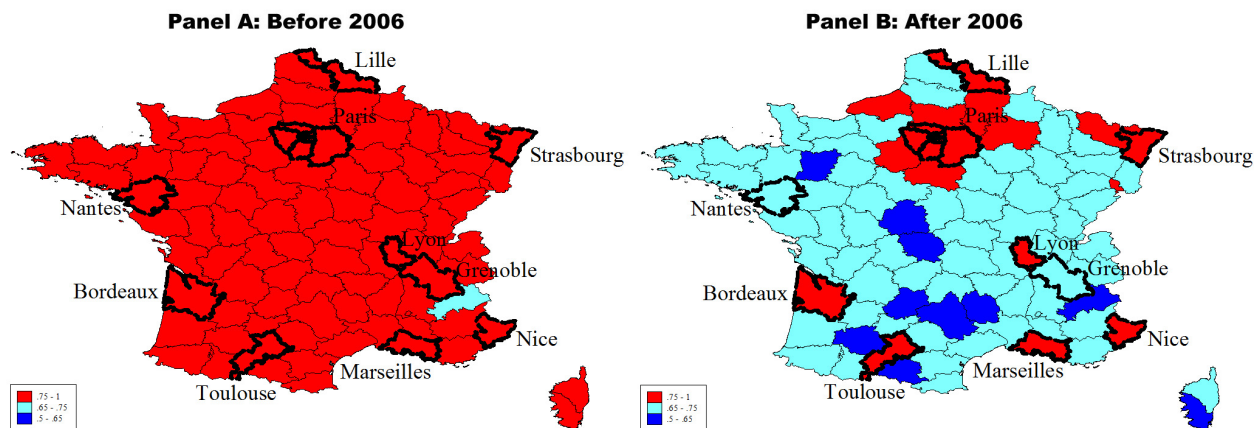 Panel A: Before 2006
Lille
Paris
Strasbourg
Nantes
Lyon
Grenoble
Bordeaux
Nice
Marseilles
Toulouse
.75 - 1
.65 - .75
.5 - .65
Panel B: After 2006
Lille
Paris
Strasbourg
Nantes
Lyon
Grenoble
Bordeaux
Nice
Marseilles
Toulouse
.75 - 1
.65 - .75
.5 - .65